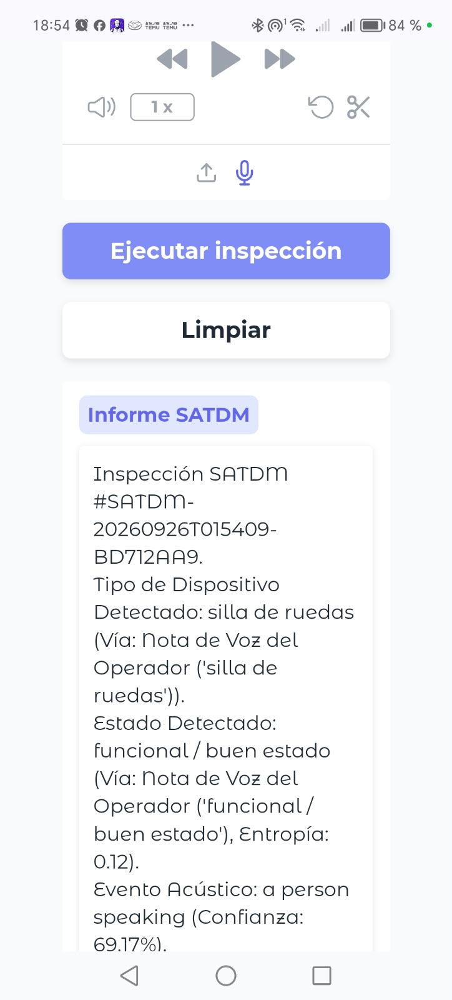 18:54
84 %
1 x
Ejecutar inspección
Limpiar
Informe SATDM
Inspección SATDM
#SATDM-
20260926T015409-
BD712AA9.
Tipo de Dispositivo
Detectado: silla de ruedas
(Vía: Nota de Voz del
Operador ('silla de
ruedas')).
Estado Detectado:
funcional / buen estado
(Vía: Nota de Voz del
Operador ('funcional /
buen estado'), Entropía:
0.12).
Evento Acústico: a person
speaking (Confianza:
69.17%).